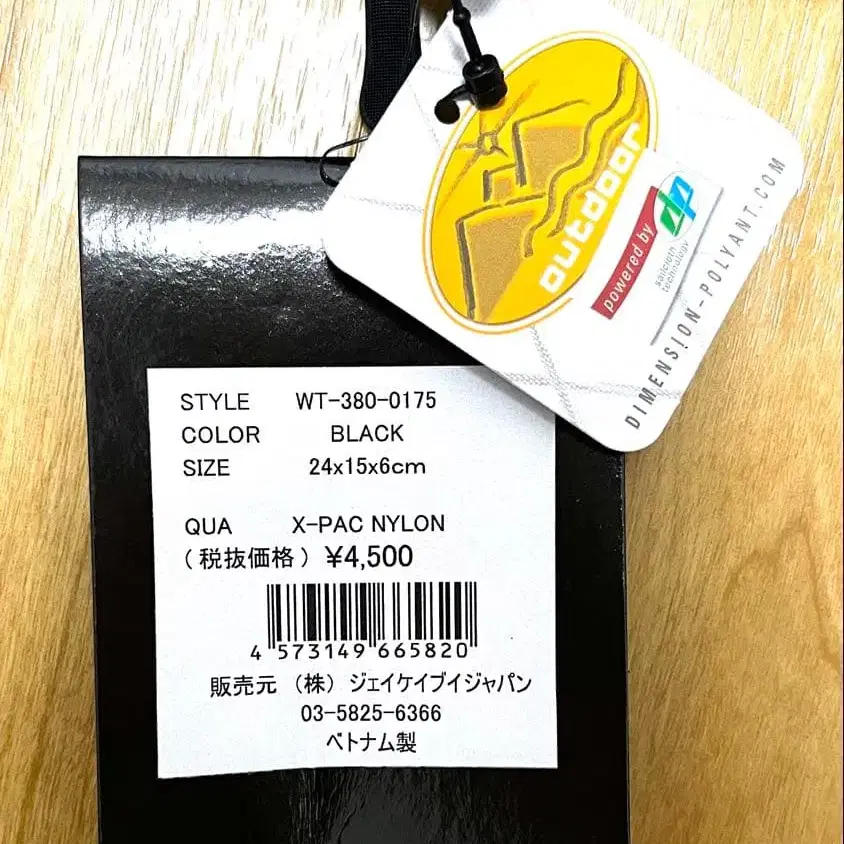 outdoor
powered by
dp
sailcloth
technology
DIMENSION-POLYANT.COM
STYLE WT-380-0175
COLOR BLACK
SIZE 24x15x6cm
QUA X-PAC NYLON
(税抜価格) ¥4,500
4 573149 665820
販売元 (株) ジェイケイブイジャパン
03-5825-6366
ベトナム製